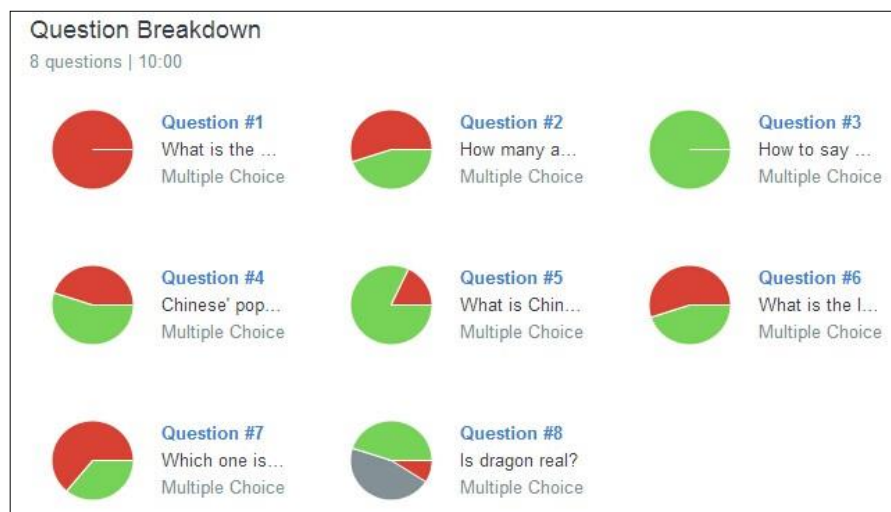 Question Breakdown
8 questions | 10:00
Question #1
What is the ...
Multiple Choice
Question #2
How many a...
Multiple Choice
Question #3
How to say ...
Multiple Choice
Question #4
Chinese' pop...
Multiple Choice
Question #5
What is Chin...
Multiple Choice
Question #6
What is the l...
Multiple Choice
Question #7
Which one is...
Multiple Choice
Question #8
Is dragon real?
Multiple Choice